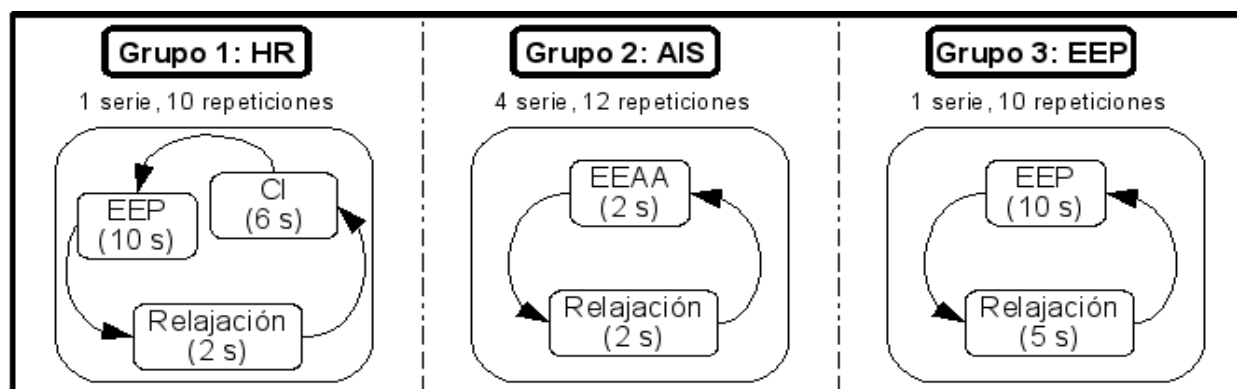 Grupo 1: HR
1 serie, 10 repeticiones
CI
(6 s)
EEP
(10 s)
Relajación
(2 s)
Grupo 2: AIS
4 serie, 12 repeticiones
EEAA
(2 s)
Relajación
(2 s)
Grupo 3: EEP
1 serie, 10 repeticiones
EEP
(10 s)
Relajación
(5 s)